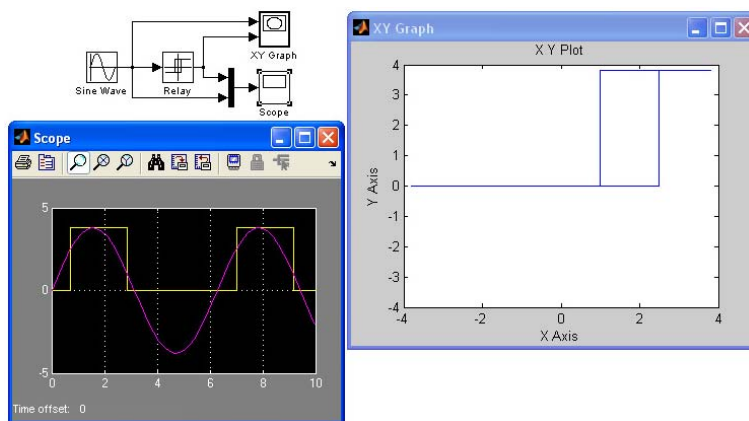 XY Graph
Sine Wave
Relay
Scope
Scope
5
0
-5
0
2
4
6
8
10
Time offset: 0
XY Graph
X Y Plot
4
3
2
1
0
-1
-2
-3
-4
Y Axis
-4
-2
0
2
4
X Axis